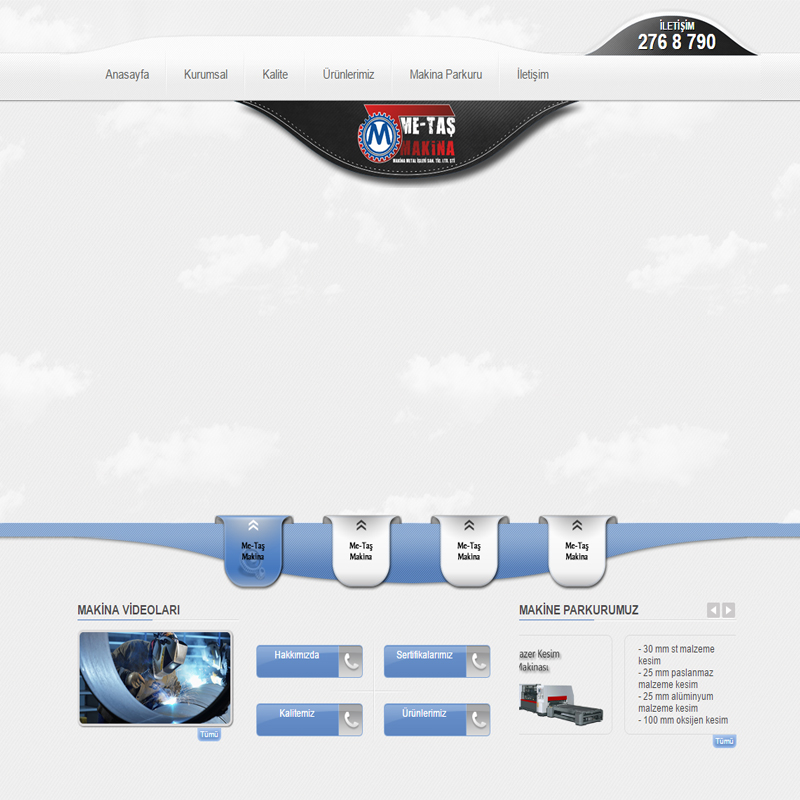 İLETİŞİM
276 8 790
Anasayfa
Kurumsal
Kalite
Ürünlerimiz
Makina Parkuru
İletişim
ME-TAŞ
MAKİNA
MAKİNA METAL İŞLERİ SAN. TİC. LTD. ŞTİ
Me-Taş
Makina
Me-Taş
Makina
Me-Taş
Makina
Me-Taş
Makina
MAKİNA VİDEOLARI
Tümü
Hakkımızda
Sertifikalarımız
Kalitemiz
Ürünlerimiz
MAKİNE PARKURUMUZ
azer Kesim
Makinası
- 30 mm st malzeme
kesim
- 25 mm paslanmaz
malzeme kesim
- 25 mm alüminyum
malzeme kesim
- 100 mm oksijen kesim
Tümü